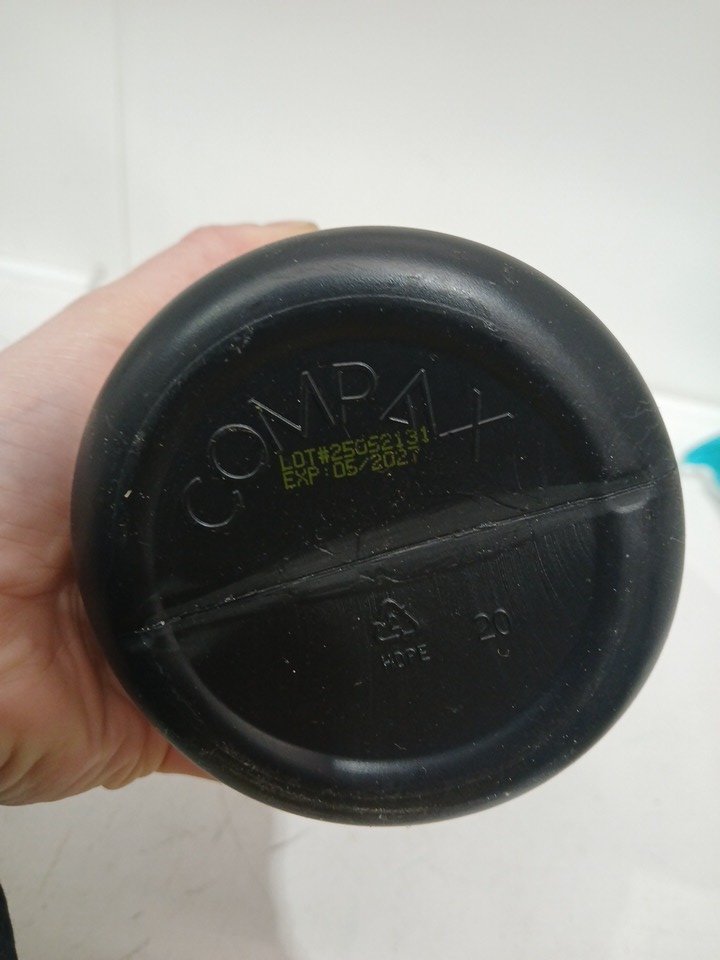 COMPALX
LOT#25052131
EXP 05/2027
HDPE
20